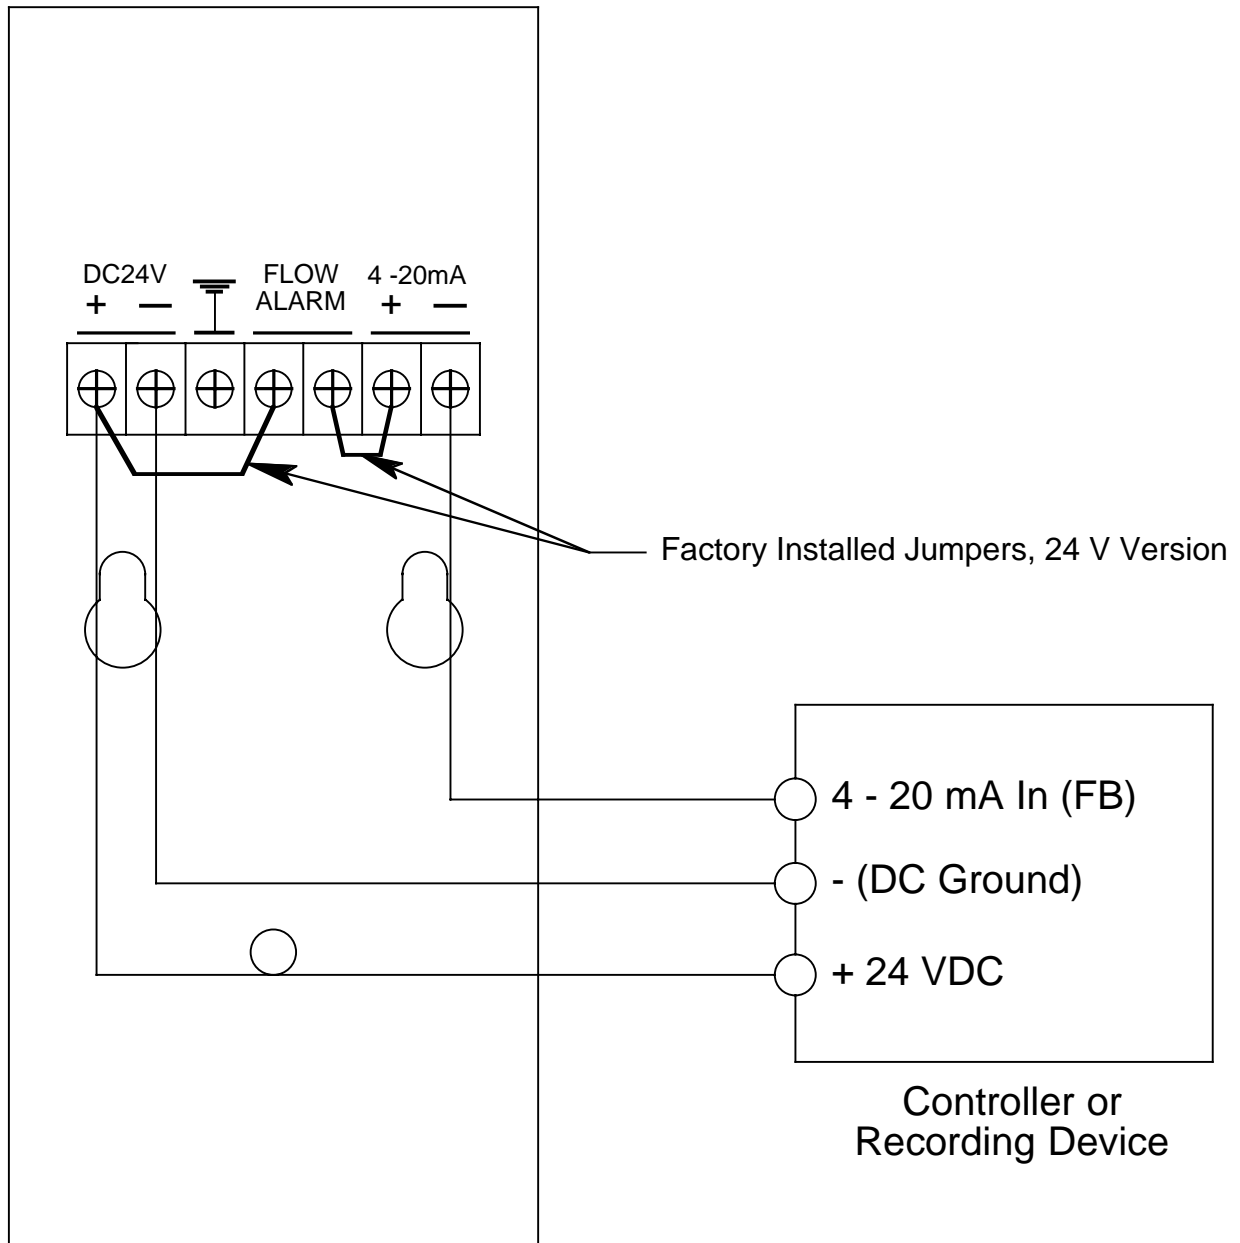 DC24V
+ −
FLOW
ALARM
4 -20mA
+ −
Factory Installed Jumpers, 24 V Version
4 - 20 mA In (FB)
- (DC Ground)
+ 24 VDC
Controller or
Recording Device